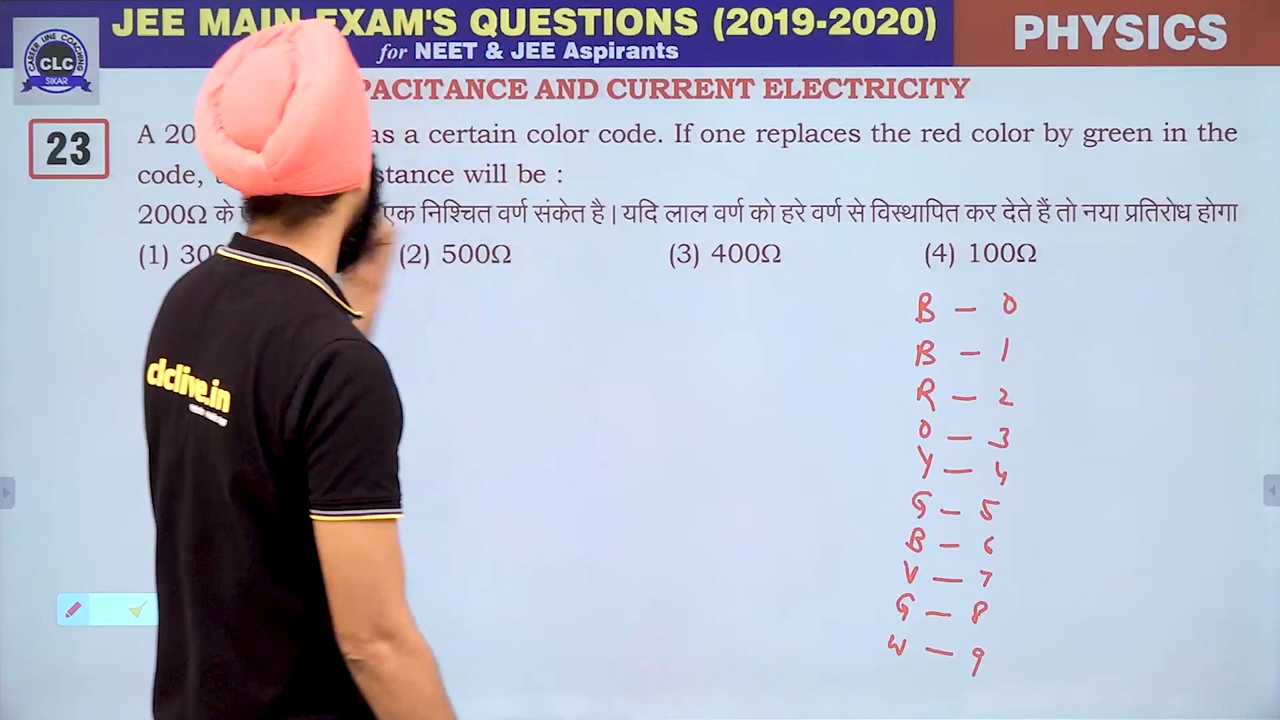 JEE MAIN EXAM'S QUESTIONS (2019-2020)
for NEET & JEE Aspirants
PHYSICS
CAREER LINE COACHING
CLC
SIKAR
PACITANCE AND CURRENT ELECTRICITY
23
A 20 as a certain color code. If one replaces the red color by green in the
code, stance will be :
200Ω के एक निश्चित वर्ण संकेत है। यदि लाल वर्ण को हरे वर्ण से विस्थापित कर देते हैं तो नया प्रतिरोध होगा
(1) 30 (2) 500Ω (3) 400Ω (4) 100Ω
B – 0
B – 1
R – 2
O – 3
Y – 4
G – 5
B – 6
V – 7
G – 8
W – 9
clclive.in